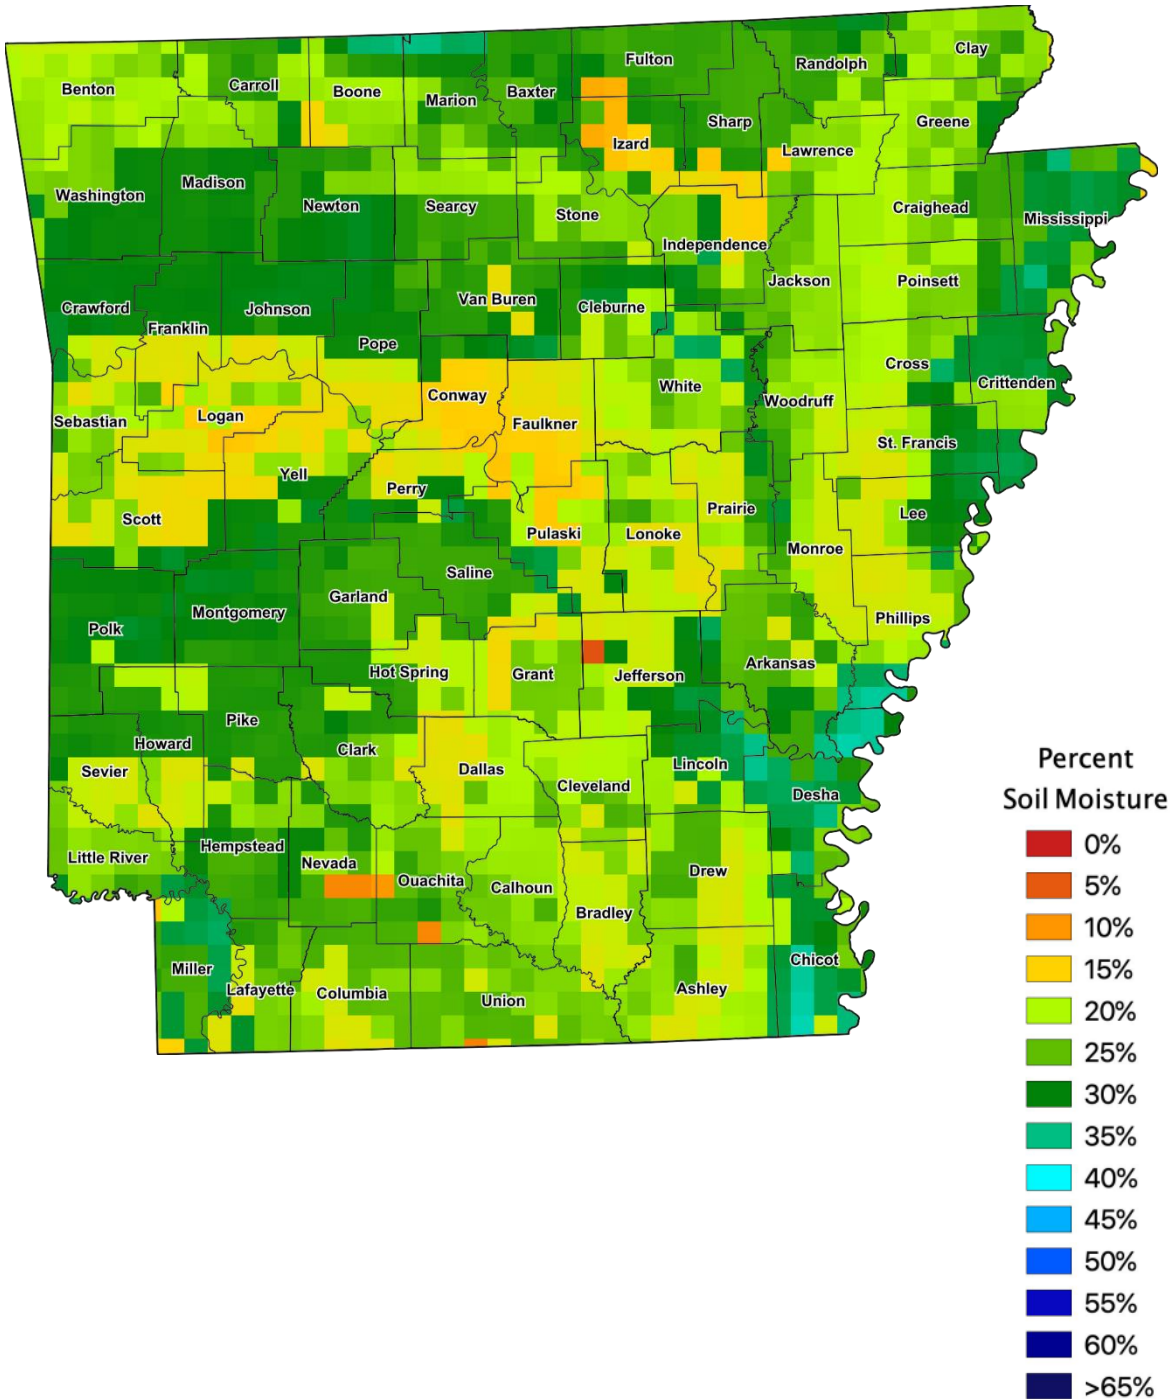 Clay
Fulton
Randolph
Carroll
Benton
Boone
Baxter
Marion
Sharp
Greene
Izard
Lawrence
Madison
Washington
Newton
Searcy
Stone
Craighead
Mississippi
Independence
Jackson
Poinsett
Van Buren
Crawford
Johnson
Cleburne
Franklin
Pope
Cross
Crittenden
White
Conway
Woodruff
Logan
Sebastian
Faulkner
St. Francis
Yell
Perry
Prairie
Lee
Scott
Pulaski
Lonoke
Monroe
Saline
Garland
Montgomery
Phillips
Polk
Arkansas
Hot Spring
Grant
Jefferson
Pike
Howard
Clark
Lincoln
Sevier
Dallas
Cleveland
Desha
Hempstead
Little River
Nevada
Drew
Ouachita
Calhoun
Bradley
Chicot
Miller
Lafayette
Columbia
Union
Ashley
Percent
Soil Moisture
0%
5%
10%
15%
20%
25%
30%
35%
40%
45%
50%
55%
60%
>65%